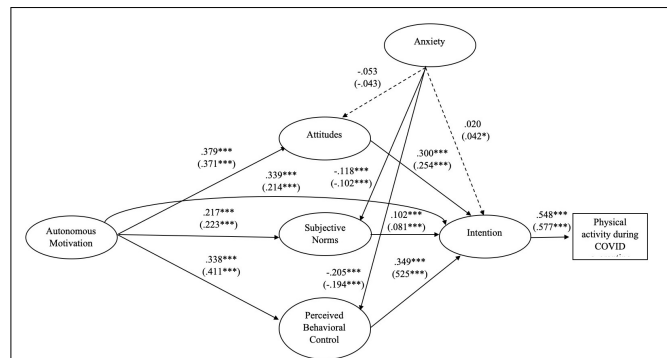 Anxiety
-.053
(-.043)
.020
(.042*)
Attitudes
.379***
(.371***)
.339***
(.214***)
-.118***
(-.102***)
.300***
(.254***)
Autonomous
Motivation
.217***
(.223***)
Subjective
Norms
.102***
(.081***)
Intention
.548***
(.577***)
Physical
activity during
COVID
.338***
(.411***)
-.205***
(-.194***)
.349***
(525***)
Perceived
Behavioral
Control